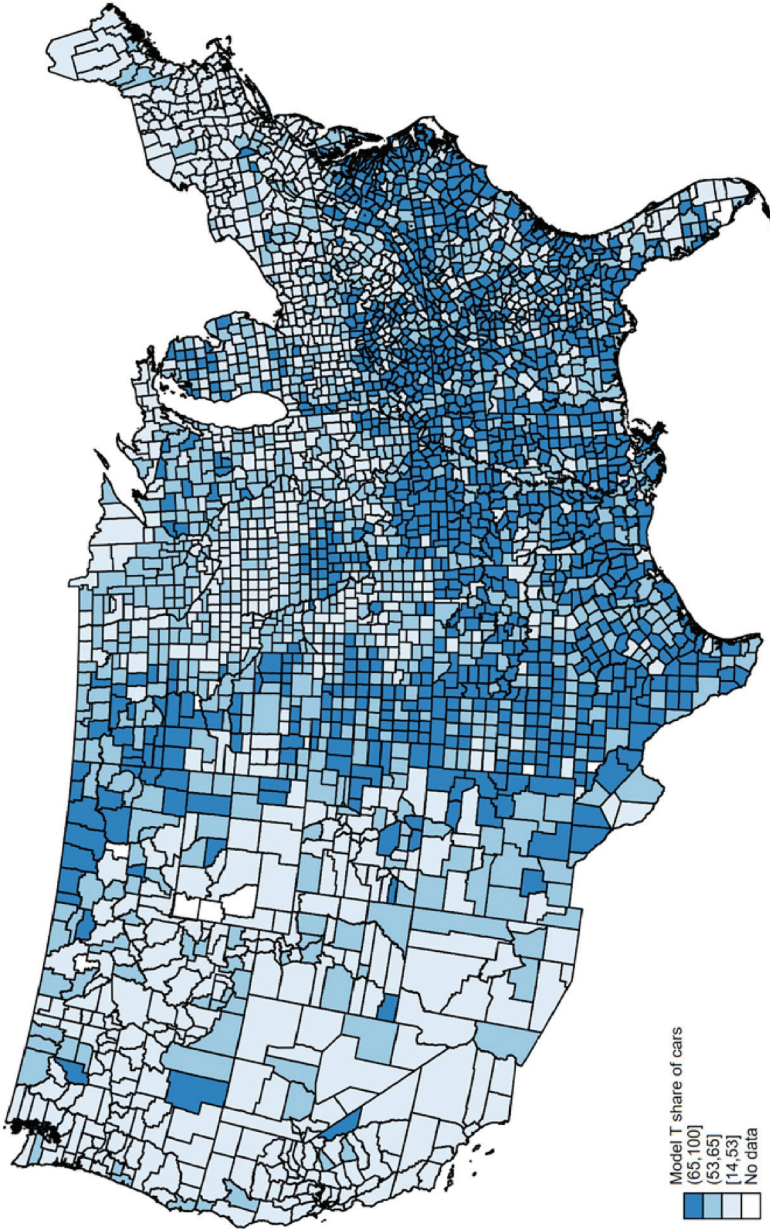 Model T share of cars
(65,100]
(53,65]
[14,53]
No data